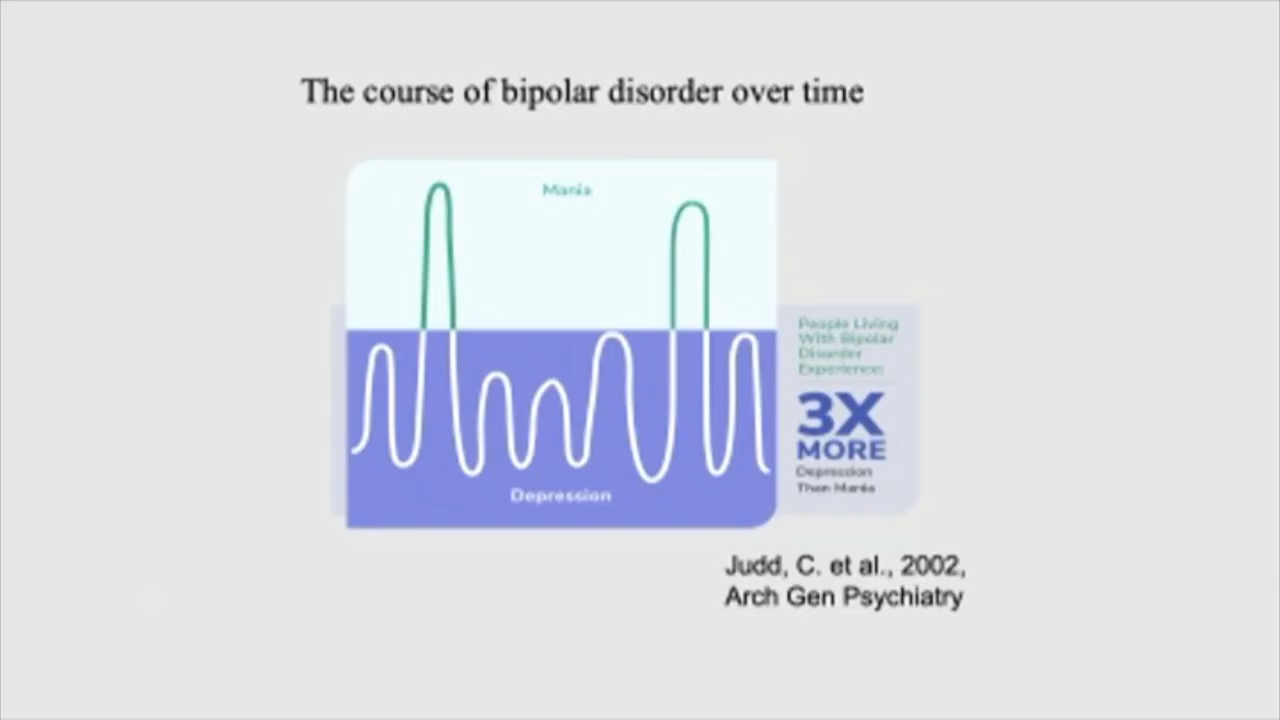 The course of bipolar disorder over time
Mania
People Living
With Bipolar
Disorder
Experience:
3X
MORE
Depression
Than Mania
Depression
Judd, C. et al., 2002,
Arch Gen Psychiatry